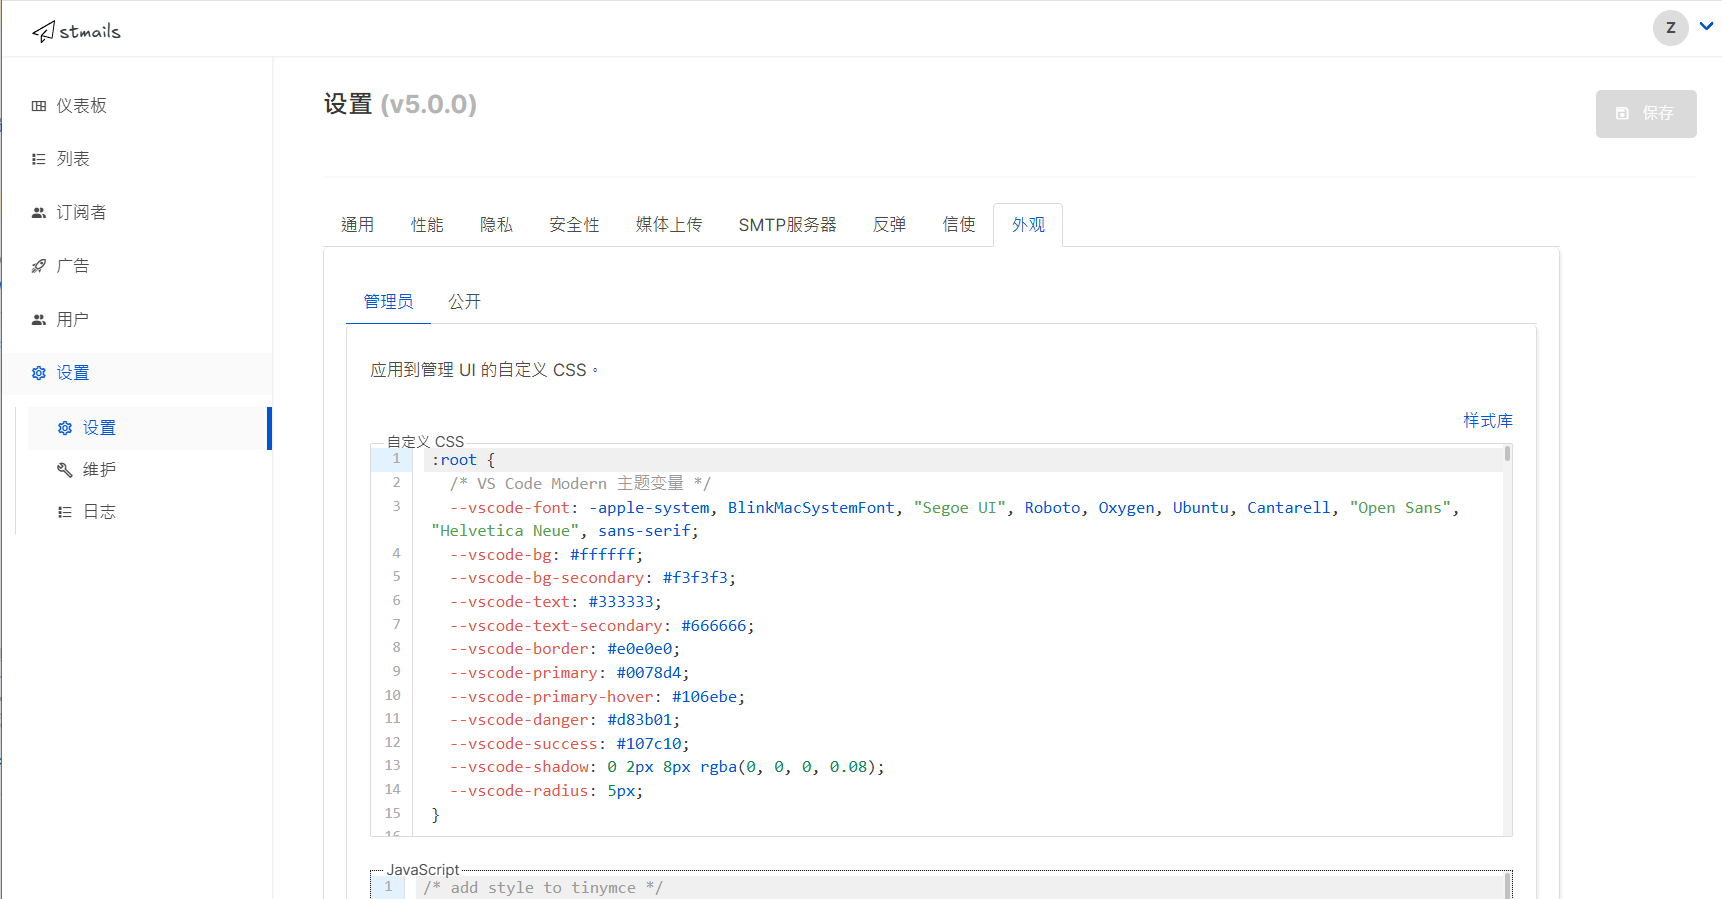 stmails
Z
仪表板
列表
订阅者
广告
用户
设置
设置
维护
日志
设置 (v5.0.0)
保存
通用 性能 隐私 安全性 媒体上传 SMTP服务器 反弹 信使 外观
管理员 公开
应用到管理 UI 的自定义 CSS。
样式库
自定义 CSS
1 :root {
2 /* VS Code Modern 主题变量 */
3 --vscode-font: -apple-system, BlinkMacSystemFont, "Segoe UI", Roboto, Oxygen, Ubuntu, Cantarell, "Open Sans",
"Helvetica Neue", sans-serif;
4 --vscode-bg: #ffffff;
5 --vscode-bg-secondary: #f3f3f3;
6 --vscode-text: #333333;
7 --vscode-text-secondary: #666666;
8 --vscode-border: #e0e0e0;
9 --vscode-primary: #0078d4;
10 --vscode-primary-hover: #106ebe;
11 --vscode-danger: #d83b01;
12 --vscode-success: #107c10;
13 --vscode-shadow: 0 2px 8px rgba(0, 0, 0, 0.08);
14 --vscode-radius: 5px;
15 }
16
JavaScript
1 /* add style to tinymce */